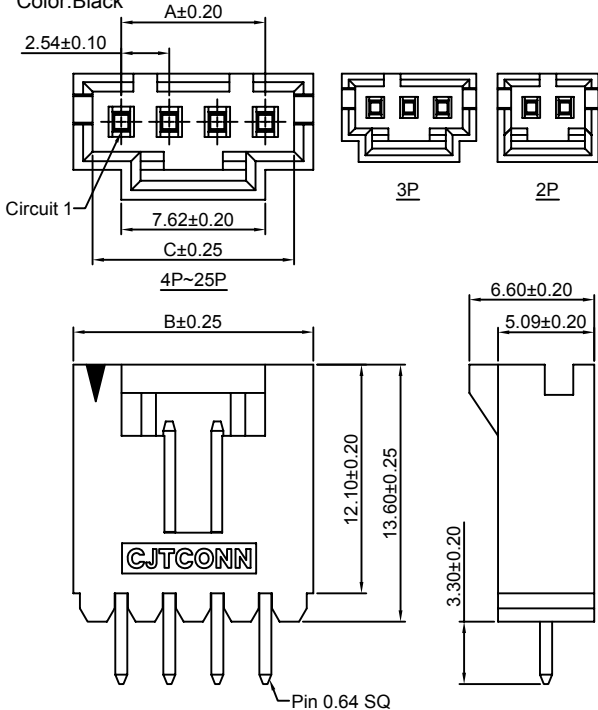 Color:Black
A±0.20
2.54±0.10
Circuit 1
7.62±0.20
C±0.25
4P~25P
3P
2P
B±0.25
6.60±0.20
5.09±0.20
12.10±0.20
13.60±0.25
3.30±0.20
CJTCONN
Pin 0.64 SQ